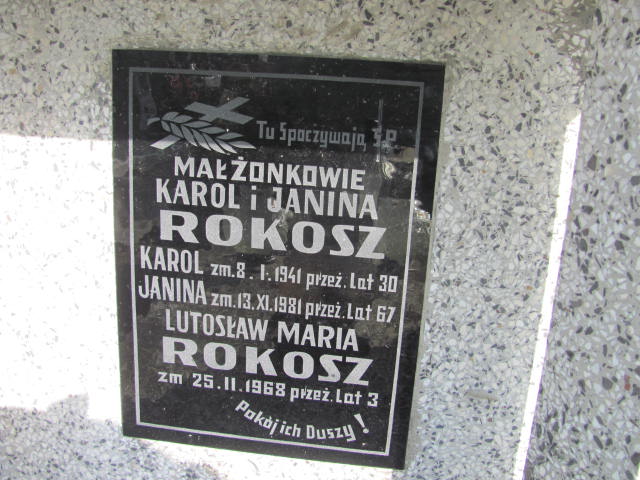 Tu Spoczywają Ś.P.
MAŁŻONKOWIE
KAROL i JANINA
ROKOSZ
KAROL zm. 8. I. 1941 przeż. Lat 30
JANINA zm. 13. XI. 1981 przeż. Lat 67
LUTOSŁAW MARIA
ROKOSZ
zm 25.II.1968 przeż. Lat 3
Pokój ich Duszy!